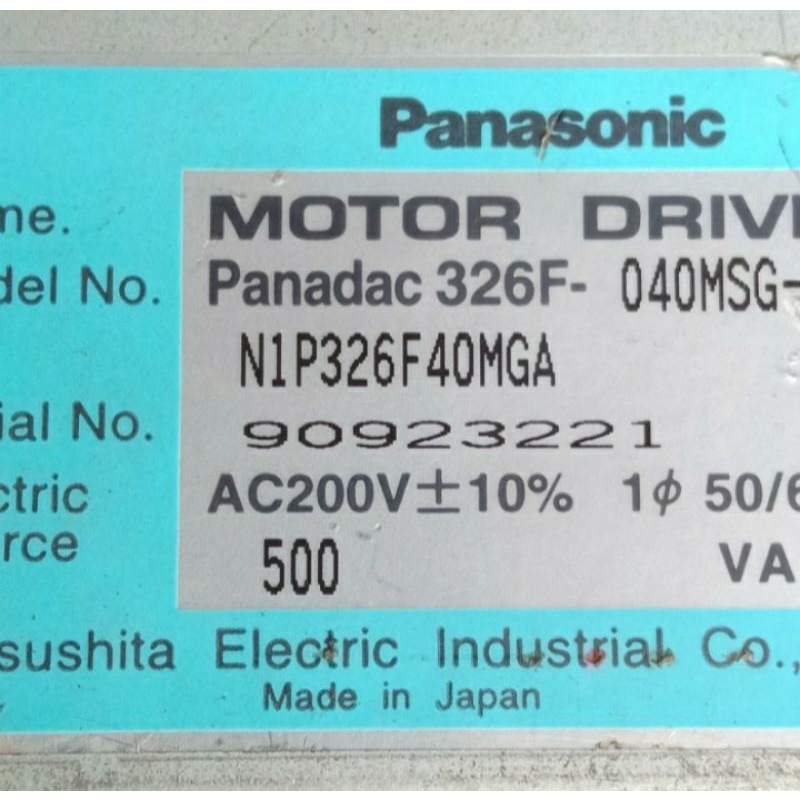 Panasonic
me. MOTOR DRIV
del No. Panadac 326F- 040MSG-
N1P326F40MGA
ial No. 90923221
ctric AC200V±10% 1φ 50/6
rce 500 VA
sushita Electric Industrial Co.,
Made in Japan